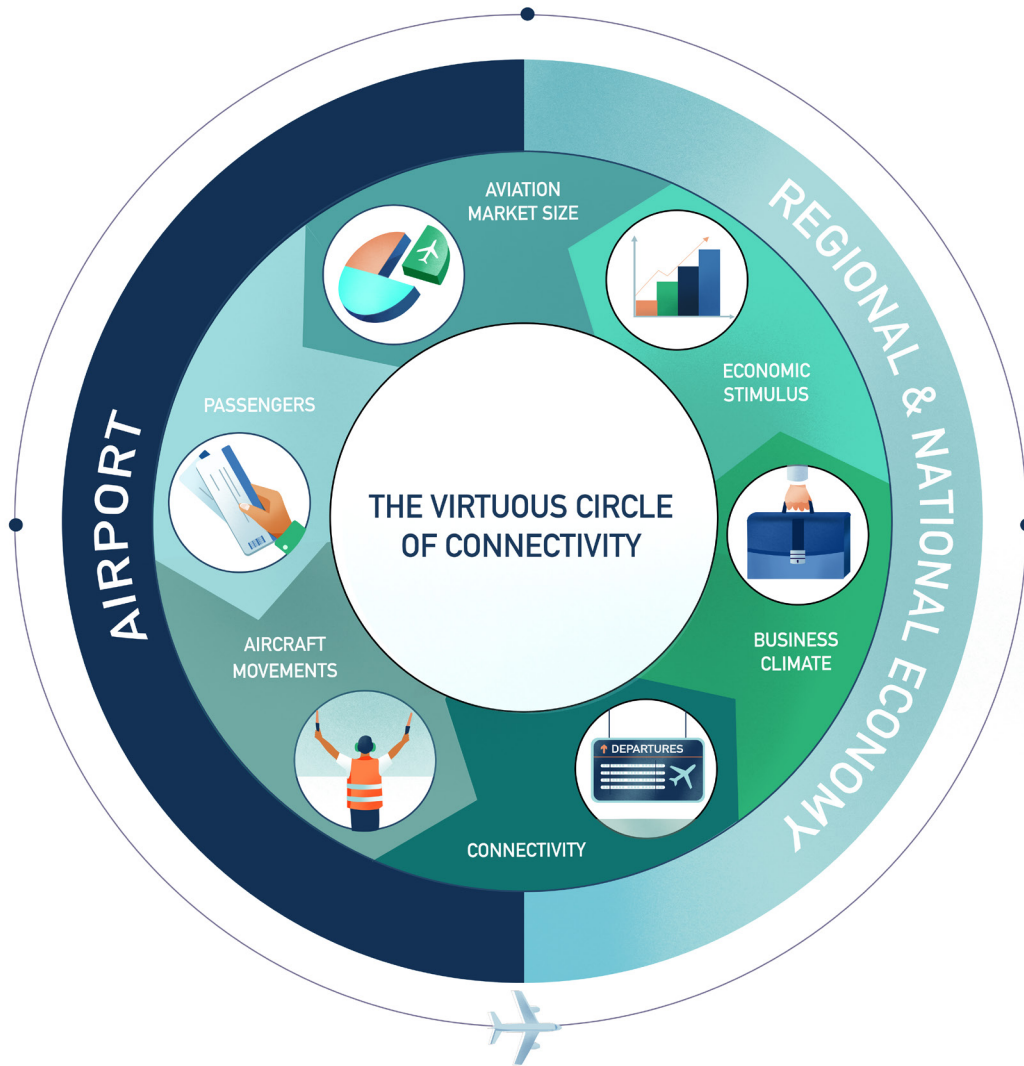 AVIATION
MARKET SIZE
ECONOMIC
STIMULUS
BUSINESS
CLIMATE
DEPARTURES
CONNECTIVITY
AIRCRAFT
MOVEMENTS
PASSENGERS
THE VIRTUOUS CIRCLE
OF CONNECTIVITY
AIRPORT
REGIONAL & NATIONAL ECONOMY